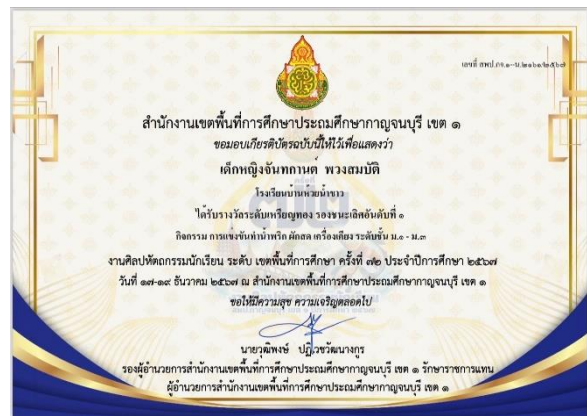 เลขที่ สพป.กจ.๑-น.๒๑๖๑/๒๕๖๗
สำนักงานเขตพื้นที่การศึกษาประถมศึกษากาญจนบุรี เขต ๑
ขอมอบเกียรติบัตรฉบับนี้ให้ไว้เพื่อแสดงว่า
เด็กหญิงจันทกานต์ พวงสมบัติ
โรงเรียนบ้านห้วยน้ำขาว
ได้รับรางวัลระดับเหรียญทอง รองชนะเลิศอันดับที่ ๑
กิจกรรม การแข่งขันทำน้ำพริก ผักสด เครื่องเคียง ระดับชั้น ม.๑ - ม.๓
งานศิลปหัตถกรรมนักเรียน ระดับ เขตพื้นที่การศึกษา ครั้งที่ ๗๒ ประจำปีการศึกษา ๒๕๖๗
วันที่ ๑๗-๑๙ ธันวาคม ๒๕๖๗ ณ สำนักงานเขตพื้นที่การศึกษาประถมศึกษากาญจนบุรี เขต ๑
ขอให้มีความสุข ความเจริญตลอดไป
นายวุฒิพงษ์ ปฏิเวชวัฒนางกูร
รองผู้อำนวยการสำนักงานเขตพื้นที่การศึกษาประถมศึกษากาญจนบุรี เขต ๑ รักษาราชการแทน
ผู้อำนวยการสำนักงานเขตพื้นที่การศึกษาประถมศึกษากาญจนบุรี เขต ๑